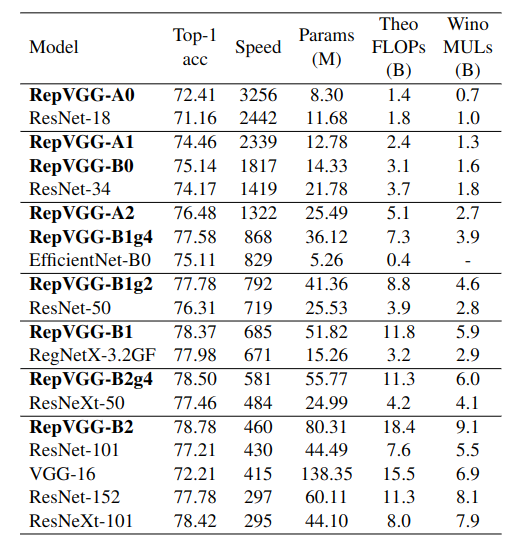 Model Top-1 acc Speed Params (M) Theo FLOPs (B) Wino MULs (B)
RepVGG-A0 72.41 3256 8.30 1.4 0.7
ResNet-18 71.16 2442 11.68 1.8 1.0
RepVGG-A1 74.46 2339 12.78 2.4 1.3
RepVGG-B0 75.14 1817 14.33 3.1 1.6
ResNet-34 74.17 1419 21.78 3.7 1.8
RepVGG-A2 76.48 1322 25.49 5.1 2.7
RepVGG-B1g4 77.58 868 36.12 7.3 3.9
EfficientNet-B0 75.11 829 5.26 0.4 -
RepVGG-B1g2 77.78 792 41.36 8.8 4.6
ResNet-50 76.31 719 25.53 3.9 2.8
RepVGG-B1 78.37 685 51.82 11.8 5.9
RegNetX-3.2GF 77.98 671 15.26 3.2 2.9
RepVGG-B2g4 78.50 581 55.77 11.3 6.0
ResNeXt-50 77.46 484 24.99 4.2 4.1
RepVGG-B2 78.78 460 80.31 18.4 9.1
ResNet-101 77.21 430 44.49 7.6 5.5
VGG-16 72.21 415 138.35 15.5 6.9
ResNet-152 77.78 297 60.11 11.3 8.1
ResNeXt-101 78.42 295 44.10 8.0 7.9